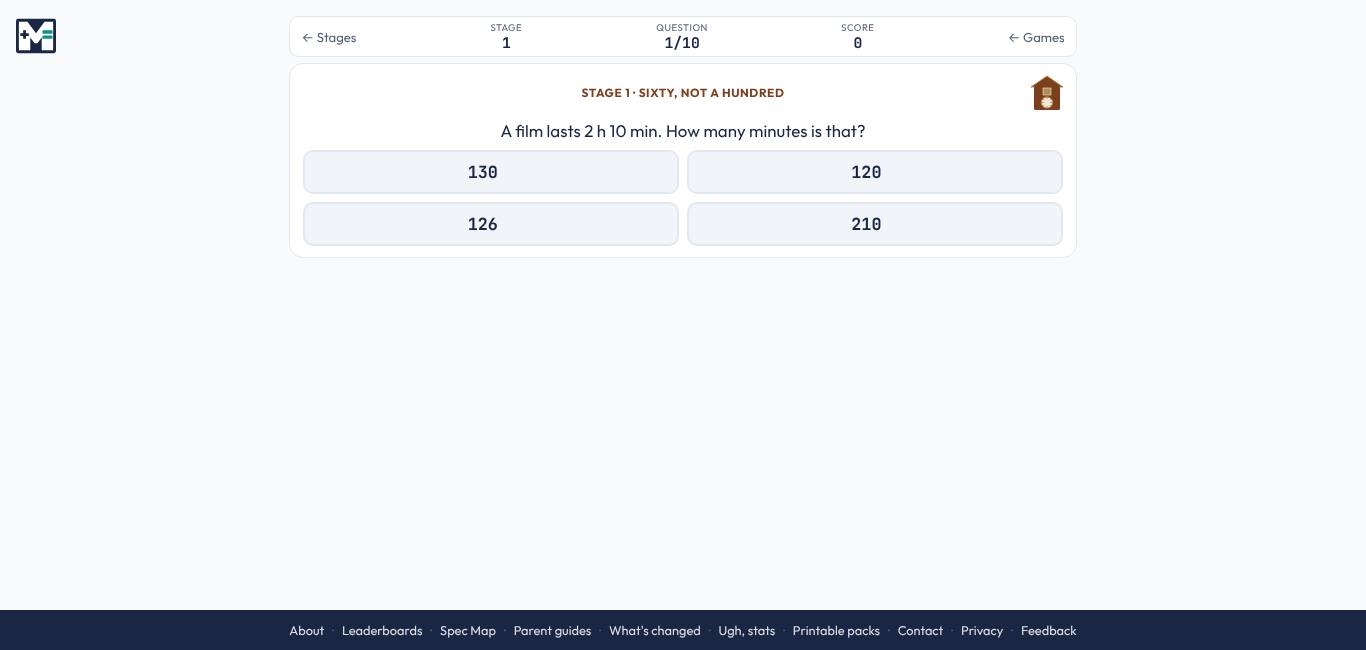 ← Stages
STAGE
1
QUESTION
1/10
SCORE
0
← Games
STAGE 1 · SIXTY, NOT A HUNDRED
A film lasts 2 h 10 min. How many minutes is that?
130
120
126
210
About · Leaderboards · Spec Map · Parent guides · What's changed · Ugh, stats · Printable packs · Contact · Privacy · Feedback